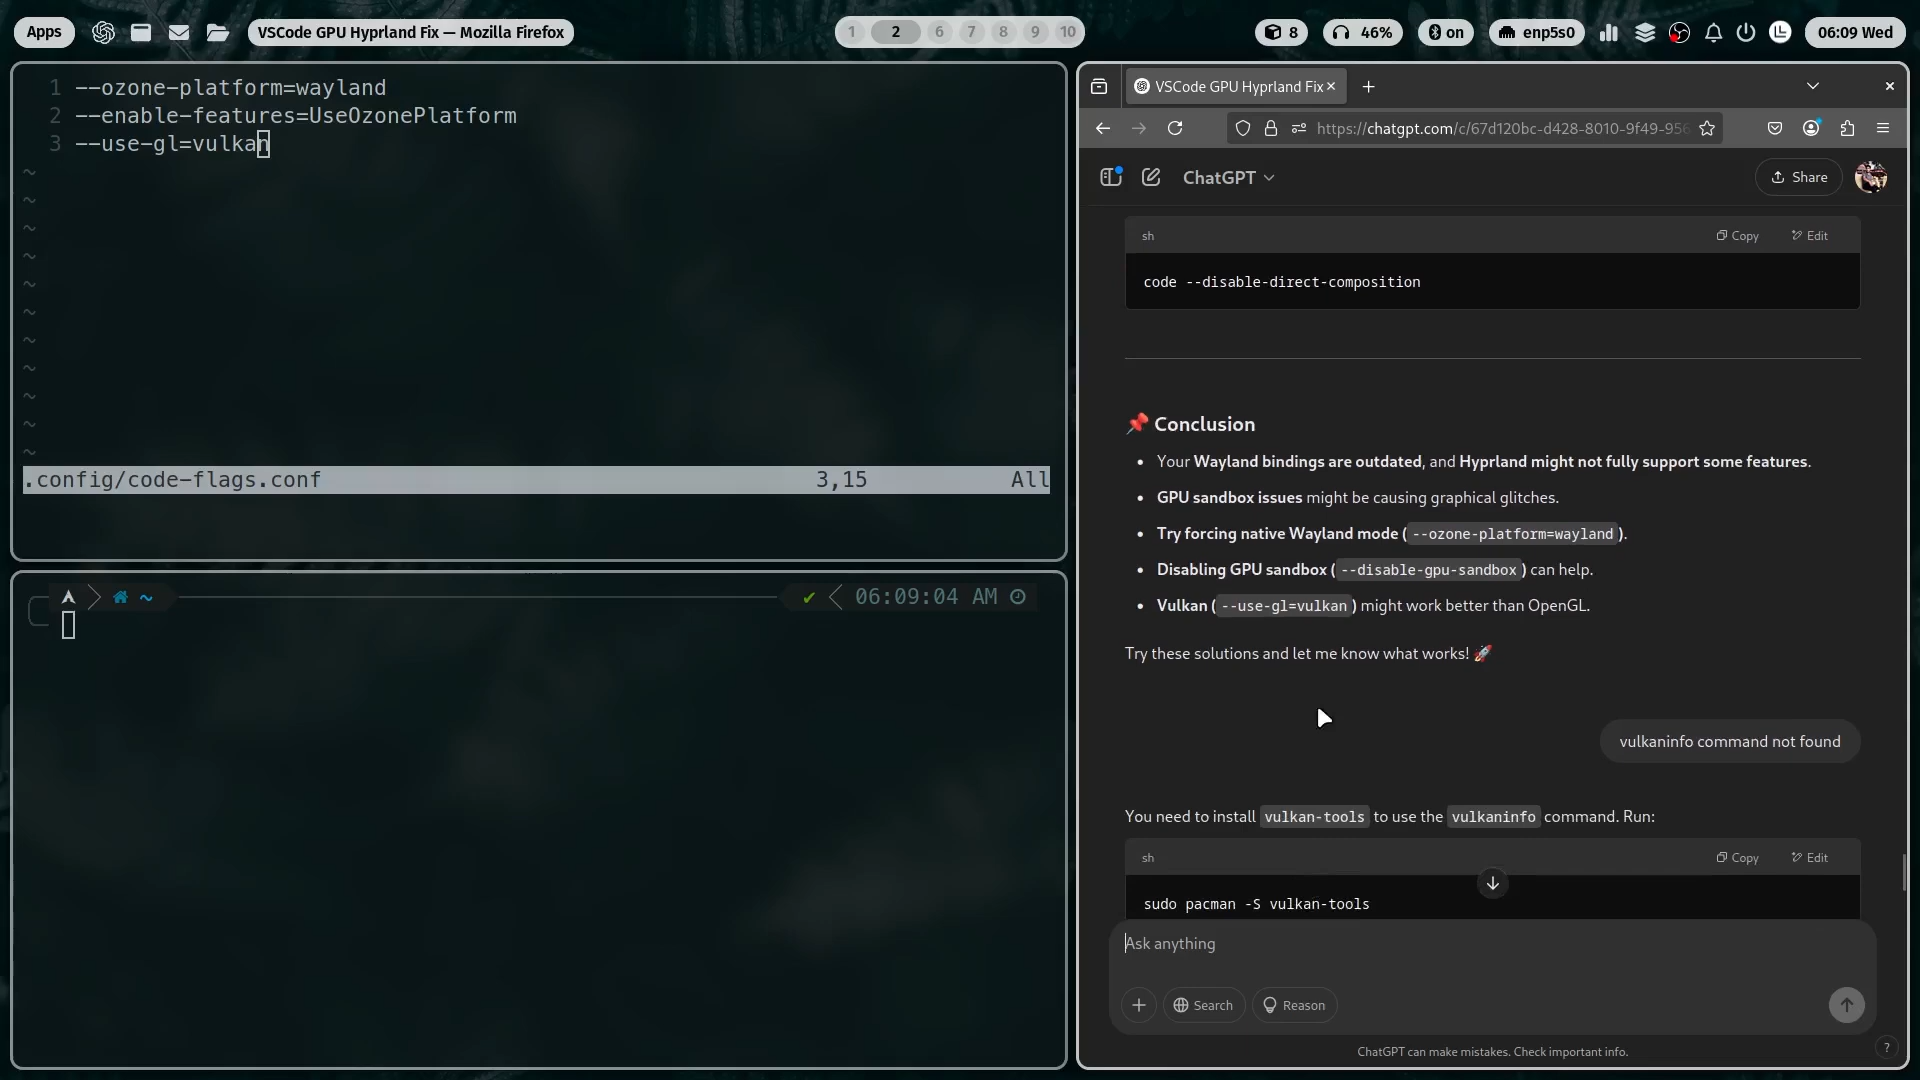 Apps
VSCode GPU Hyprland Fix — Mozilla Firefox
1 2 6 7 8 9 10
8
46%
on
enp5s0
06:09 Wed
1 --ozone-platform=wayland
2 --enable-features=UseOzonePlatform
3 --use-gl=vulkan
~
~
~
~
~
~
~
~
~
~
~
.config/code-flags.conf 3,15 All
~ ✔ 06:09:04 AM
VSCode GPU Hyprland Fix
https://chatgpt.com/c/67d120bc-d428-8010-9f49-956
ChatGPT
Share
sh Copy Edit
code --disable-direct-composition
📌 Conclusion
• Your Wayland bindings are outdated, and Hyprland might not fully support some features.
• GPU sandbox issues might be causing graphical glitches.
• Try forcing native Wayland mode (--ozone-platform=wayland).
• Disabling GPU sandbox (--disable-gpu-sandbox) can help.
• Vulkan (--use-gl=vulkan) might work better than OpenGL.
Try these solutions and let me know what works! 🚀
vulkaninfo command not found
You need to install vulkan-tools to use the vulkaninfo command. Run:
sh Copy Edit
sudo pacman -S vulkan-tools
Ask anything
Search
Reason
ChatGPT can make mistakes. Check important info.
?